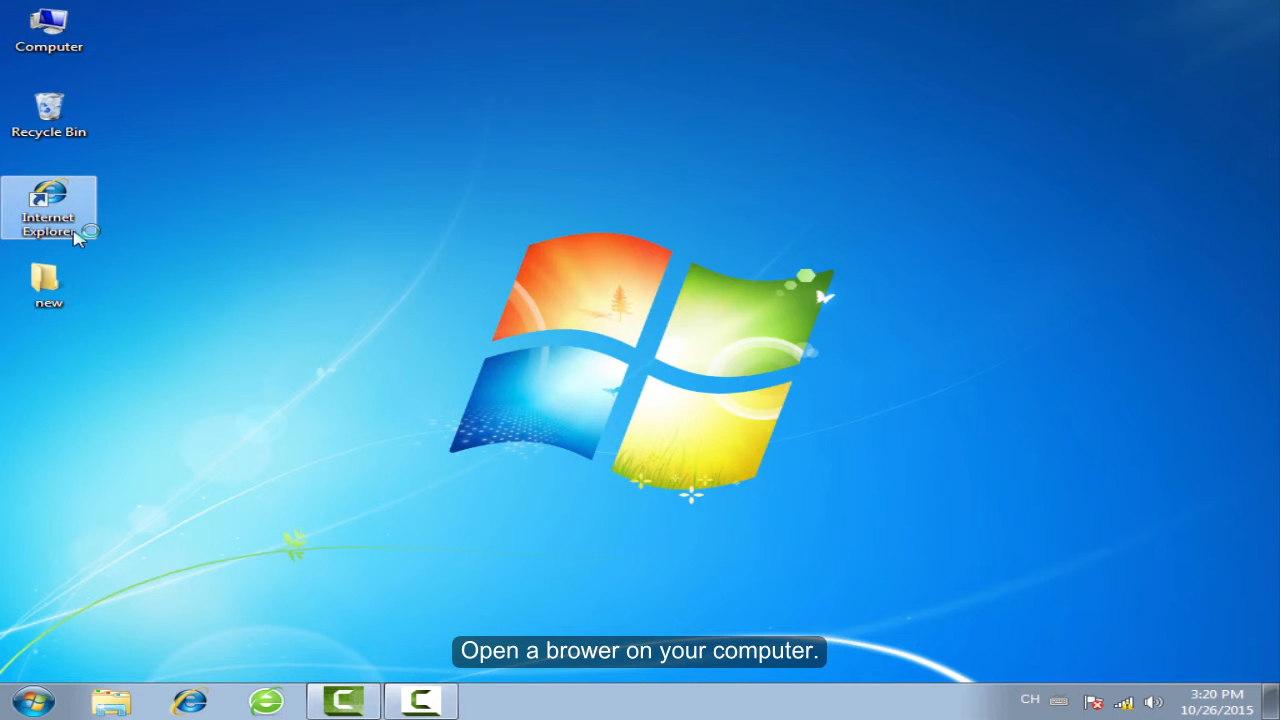 Computer
Recycle Bin
Internet
Explorer
new
Open a brower on your computer.
CH
3:20 PM
10/26/2015